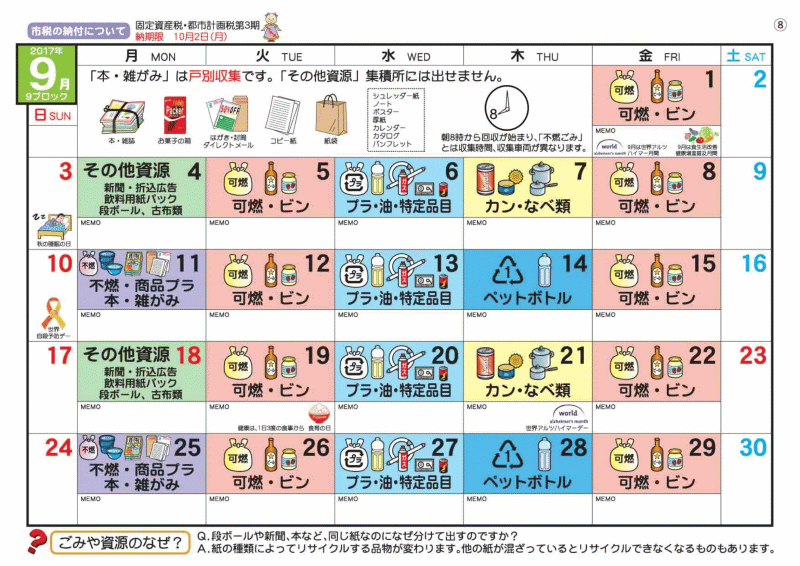 ⑧
市税の納付について
固定資産税・都市計画税第3期
納期限 10月2日(月)
2017年
9月
9ブロック
日 SUN
月 MON
火 TUE
水 WED
木 THU
金 FRI
土 SAT
「本・雑がみ」は戸別収集です。「その他資源」集積所には出せません。
本・雑誌
お菓子の箱
はがき・封筒
ダイレクトメール
コピー紙
紙袋
シュレッダー紙
ノート
ポスター
厚紙
カレンダー
カタログ
パンフレット
8
朝8時から回収が始まり、「不燃ごみ」
とは収集時間、収集車両が異なります。
可燃 1
可燃・ビン
MEMO
world
alzheimer's month
9月は世界アルツ
ハイマー月間
9月は食生活改善
健康増進普及月間
2
3
秋の睡眠の日
その他資源 4
新聞・折込広告
飲料用紙パック
段ボール、古布類
MEMO
可燃 5
可燃・ビン
MEMO
プラ 6
プラ・油・特定品目
MEMO
7
カン・なべ類
MEMO
可燃 8
可燃・ビン
MEMO
9
10
世界
自殺予防デー
不燃 11
不燃・商品プラ
本・雑がみ
MEMO
可燃 12
可燃・ビン
MEMO
プラ 13
プラ・油・特定品目
MEMO
1 14
ペットボトル
MEMO
可燃 15
可燃・ビン
MEMO
16
17
その他資源 18
新聞・折込広告
飲料用紙パック
段ボール、古布類
MEMO
可燃 19
可燃・ビン
MEMO
健康は、1日3度の食事から 食育の日
プラ 20
プラ・油・特定品目
MEMO
21
カン・なべ類
MEMO
world
alzheimer's month
世界アルツハイマーデー
可燃 22
可燃・ビン
MEMO
23
24
不燃 25
不燃・商品プラ
本・雑がみ
MEMO
可燃 26
可燃・ビン
MEMO
プラ 27
プラ・油・特定品目
MEMO
1 28
ペットボトル
MEMO
可燃 29
可燃・ビン
MEMO
30
ごみや資源のなぜ？
Q.段ボールや新聞、本など、同じ紙なのになぜ分けて出すのですか？
A.紙の種類によってリサイクルする品物が変わります。他の紙が混ざっているとリサイクルできなくなるものもあります。